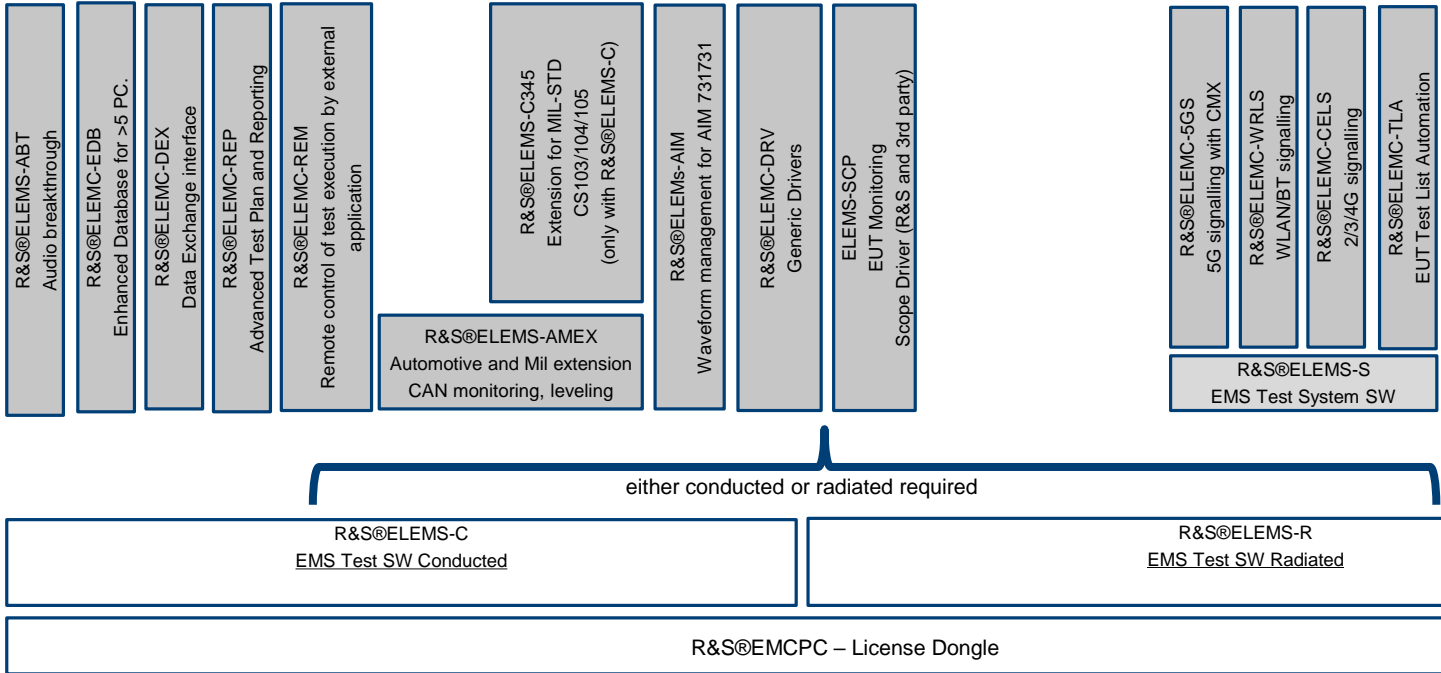 R&S®ELEMS-ABT
Audio breakthrough
R&S®ELEMC-EDB
Enhanced Database for >5 PC.
R&S®ELEMC-DEX
Data Exchange interface
R&S®ELEMC-REP
Advanced Test Plan and Reporting
R&S®ELEMC-REM
Remote control of test execution by external
application
R&S®ELEMS-C345
Extension for MIL-STD
CS103/104/105
(only with R&S®ELEMS-C)
R&S®ELEMS-AMEX
Automotive and Mil extension
CAN monitoring, leveling
R&S®ELEMs-AIM
Waveform management for AIM 731731
R&S®ELEMC-DRV
Generic Drivers
ELEMS-SCP
EUT Monitoring
Scope Driver (R&S and 3rd party)
R&S®ELEMC-5GS
5G signalling with CMX
R&S®ELEMC-WRLS
WLAN/BT signalling
R&S®ELEMC-CELS
2/3/4G signalling
R&S®ELEMC-TLA
EUT Test List Automation
R&S®ELEMS-S
EMS Test System SW
either conducted or radiated required
R&S®ELEMS-C
EMS Test SW Conducted
R&S®ELEMS-R
EMS Test SW Radiated
R&S®EMCPC – License Dongle